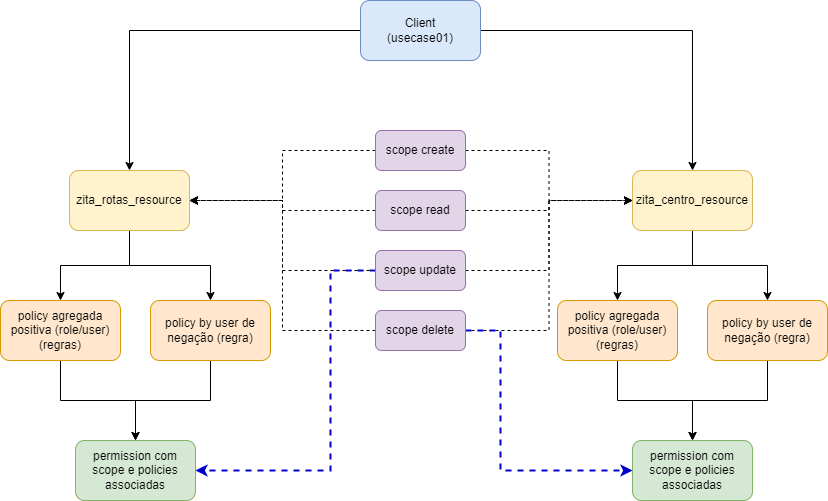 Client
(usecase01)
scope create
zita_rotas_resource
scope read
zita_centro_resource
scope update
scope delete
policy agregada
positiva (role/user)
(regras)
policy by user de
negação (regra)
policy agregada
positiva (role/user)
(regras)
policy by user de
negação (regra)
permission com
scope e policies
associadas
permission com
scope e policies
associadas